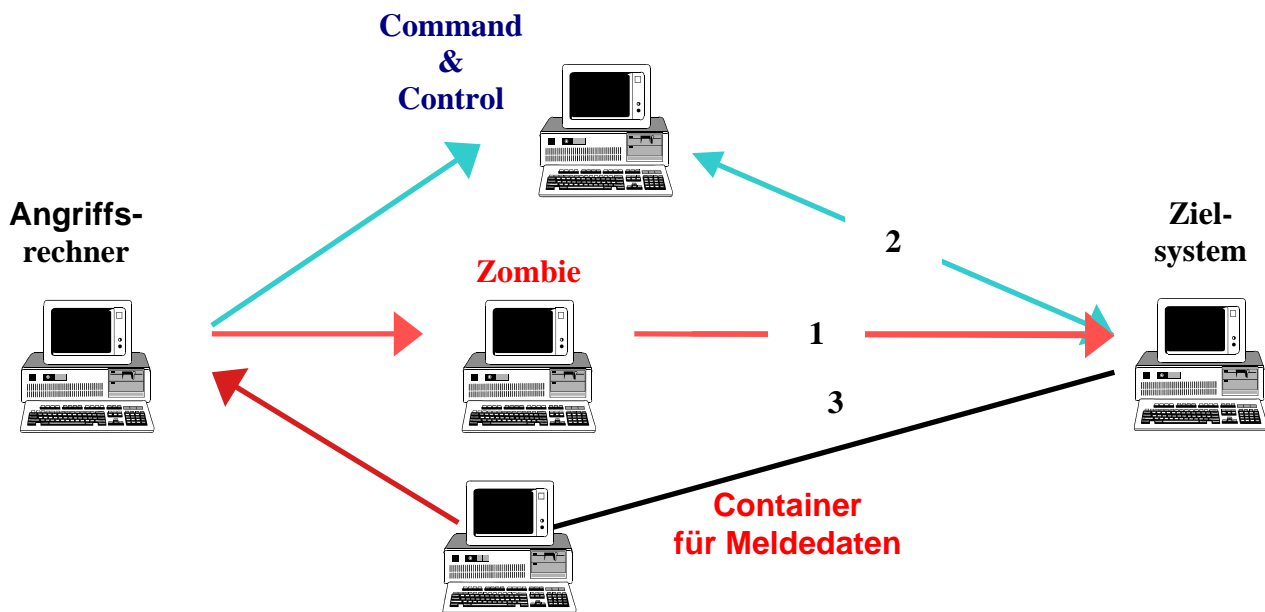 Command
&
Control
Angriffs-
rechner
Ziel-
system
2
Zombie
1
3
Container
für Meldedaten